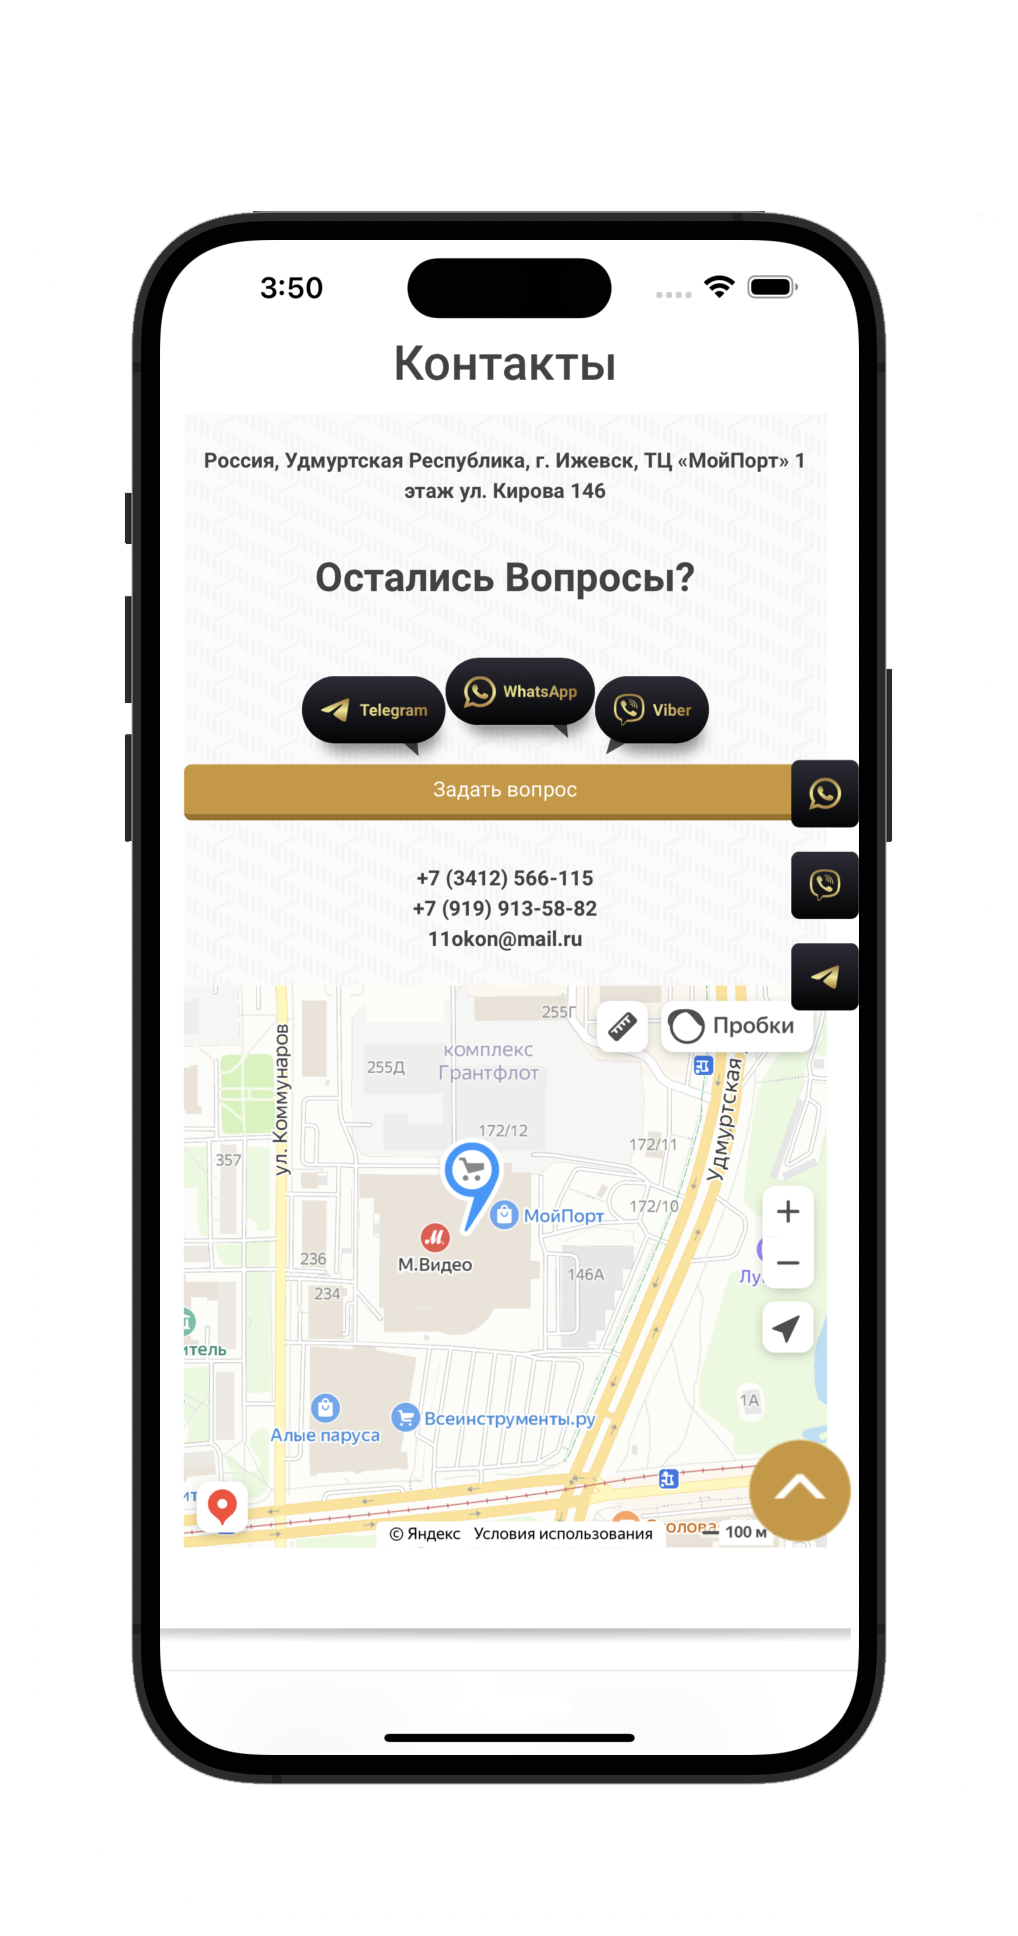 3:50
Контакты
Россия, Удмуртская Республика, г. Ижевск, ТЦ «МойПорт» 1
этаж ул. Кирова 146
Остались Вопросы?
Telegram
WhatsApp
Viber
Задать вопрос
+7 (3412) 566-115
+7 (919) 913-58-82
11okon@mail.ru
255Г
Пробки
комплекс
Грантфлот
255Д
ул. Коммунаров
Удмуртская
172/12
172/11
357
172/10
МойПорт
М.Видео
236
146А
Лу
234
итель
1А
Алые паруса
Всеинструменты.ру
ит
© Яндекс
Условия использования
100 м